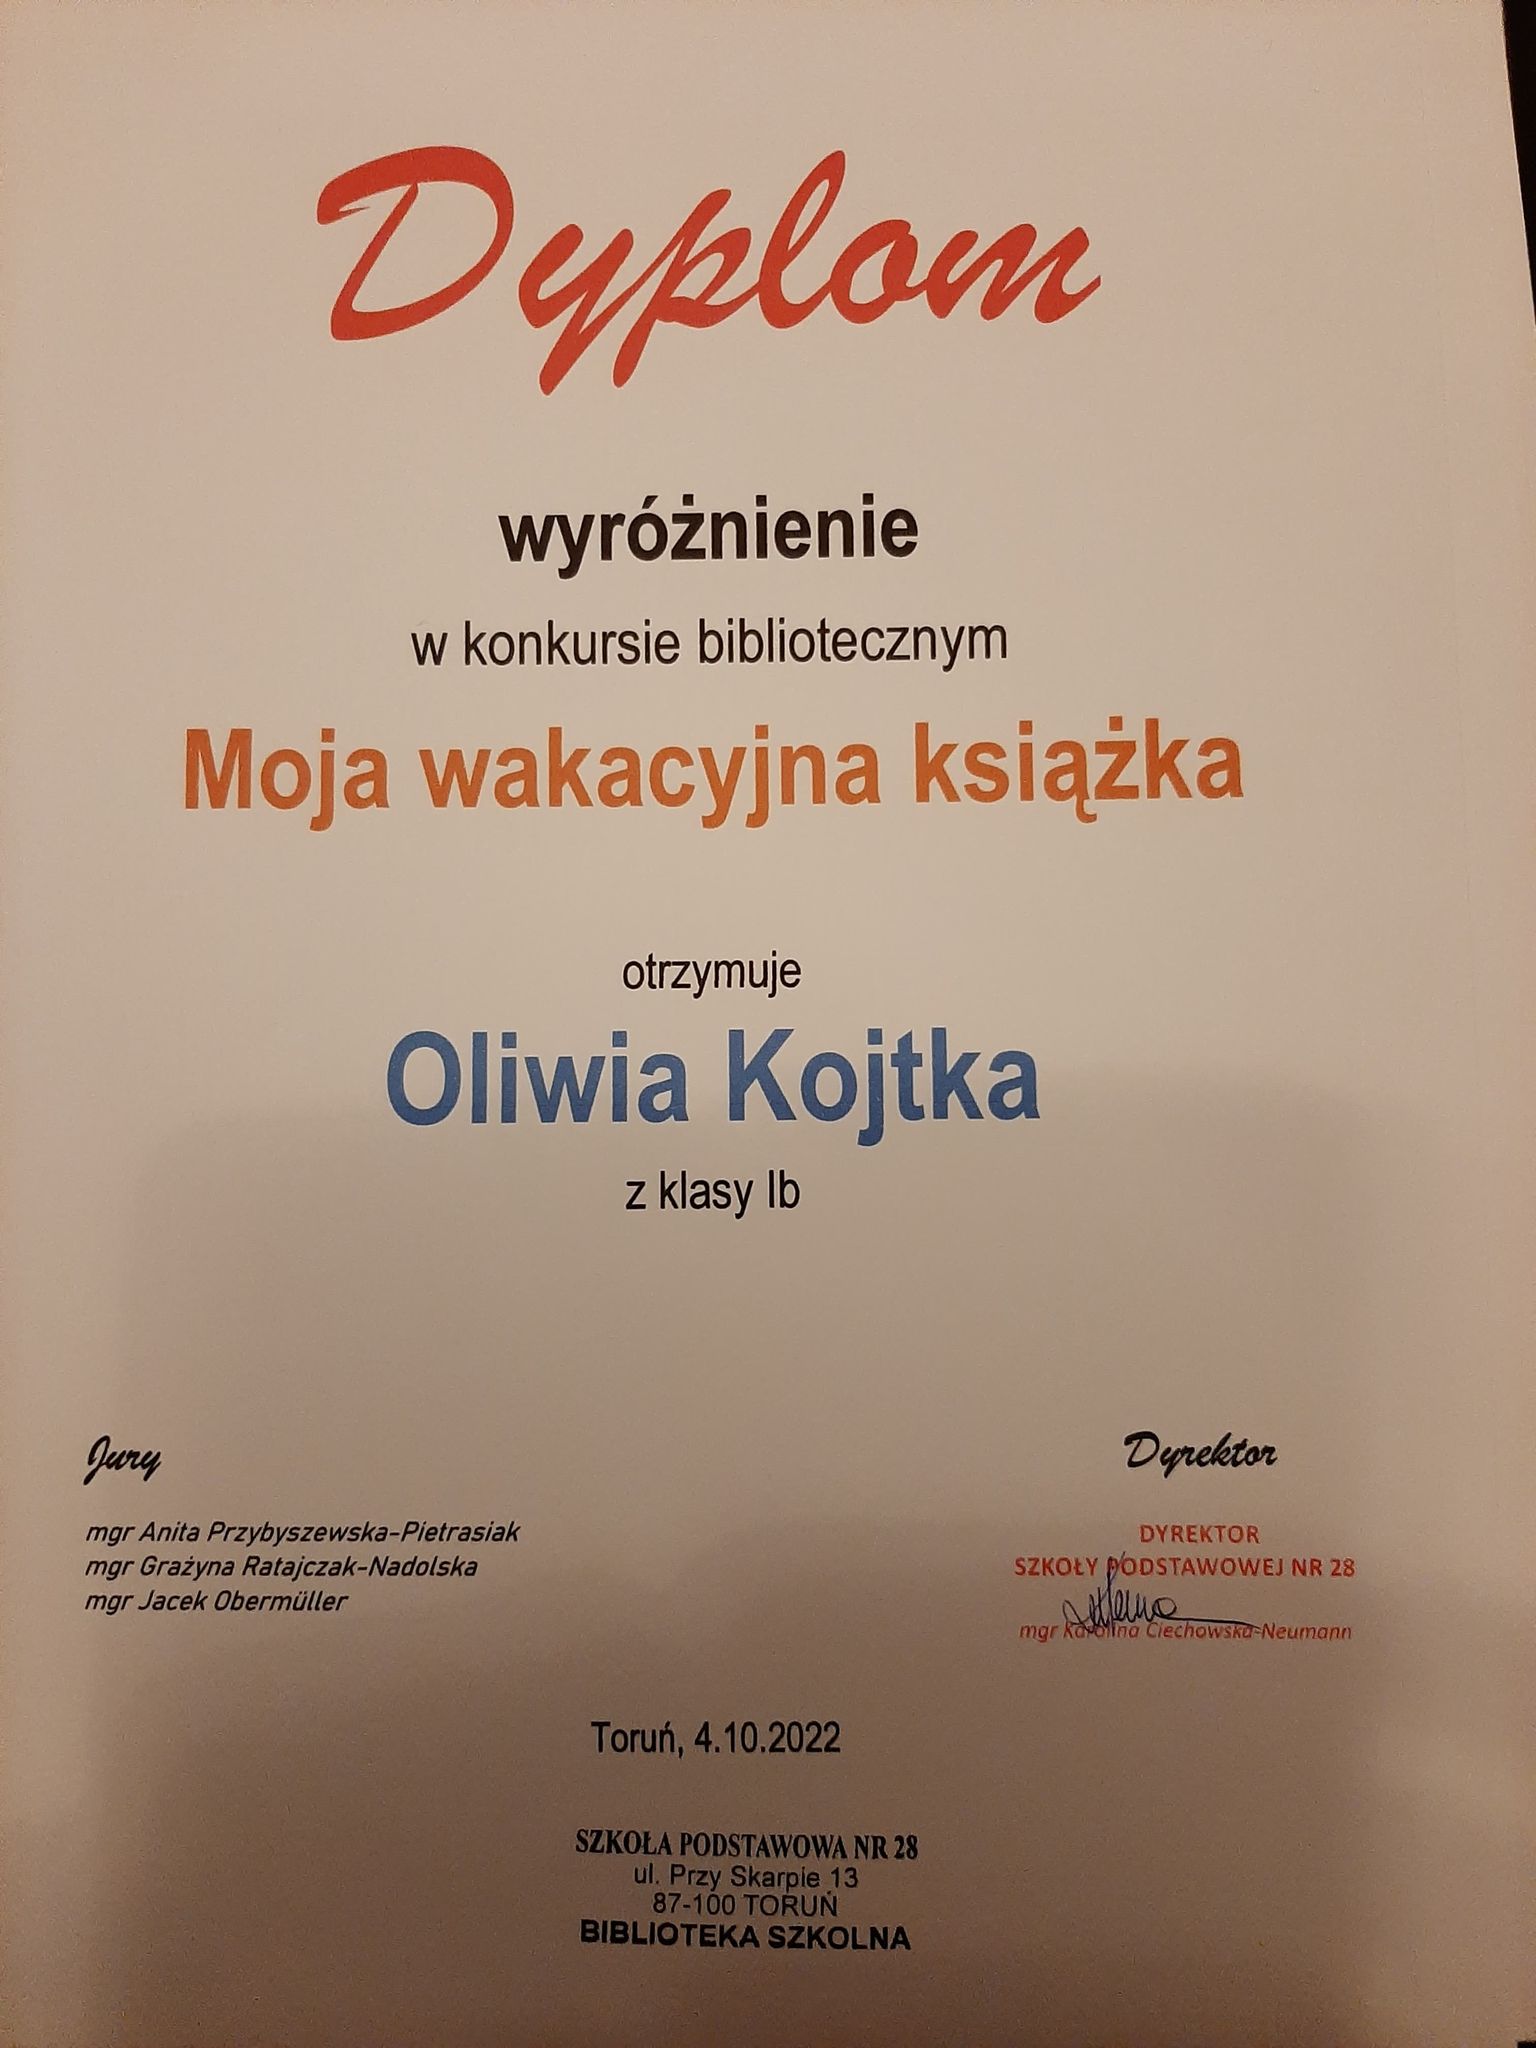 Dyplom
wyróżnienie
w konkursie bibliotecznym
Moja wakacyjna książka
otrzymuje
Oliwia Kojtka
z klasy Ib
Jury
mgr Anita Przybyszewska-Pietrasiak
mgr Grażyna Ratajczak-Nadolska
mgr Jacek Obermüller
Dyrektor
DYREKTOR
SZKOŁY PODSTAWOWEJ NR 28
mgr Karolina Ciechowska-Neumann
Toruń, 4.10.2022
SZKOŁA PODSTAWOWA NR 28
ul. Przy Skarpie 13
87-100 TORUŃ
BIBLIOTEKA SZKOLNA